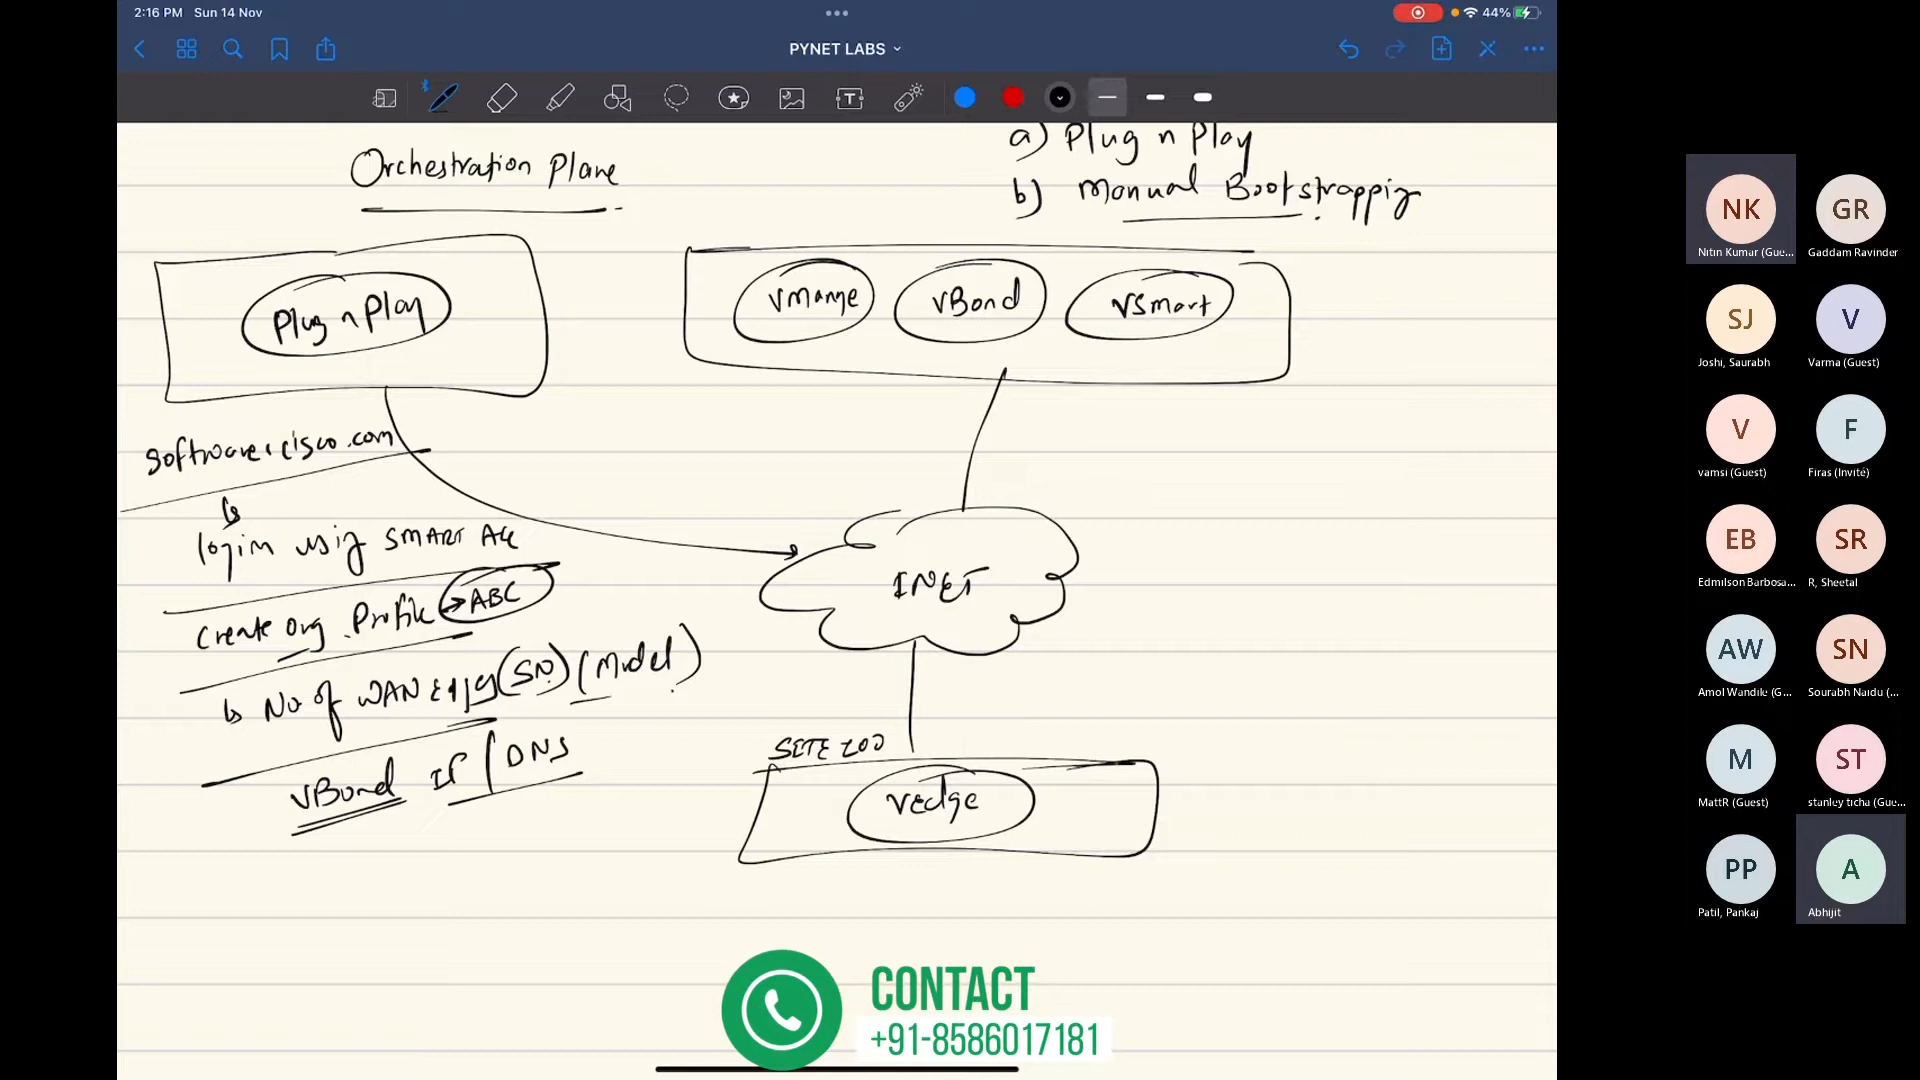 2:16 PM Sun 14 Nov
44%
PYNET LABS
Orchestration Plane
a) Plug n Play
b) Manual Bootstrapping
Plug n Play
vManage
vBond
vSmart
software.cisco.com
login using SMART Acc
Create Org. Profile → ABC
No of WAN Edges (SN) (Model)
vBond IP / DNS
INET
SITE 200
vEdge
CONTACT
+91-8586017181
NK
Nitin Kumar (Gue...
GR
Gaddam Ravinder
SJ
Joshi, Saurabh
V
Varma (Guest)
V
vamsi (Guest)
F
Firas (Invité)
EB
Edmilson Barbosa...
SR
R, Sheetal
AW
Amol Wandile (G...
SN
Sourabh Naidu (...
M
MattR (Guest)
ST
stanley ticha (Gue...
PP
Patil, Pankaj
A
Abhijit